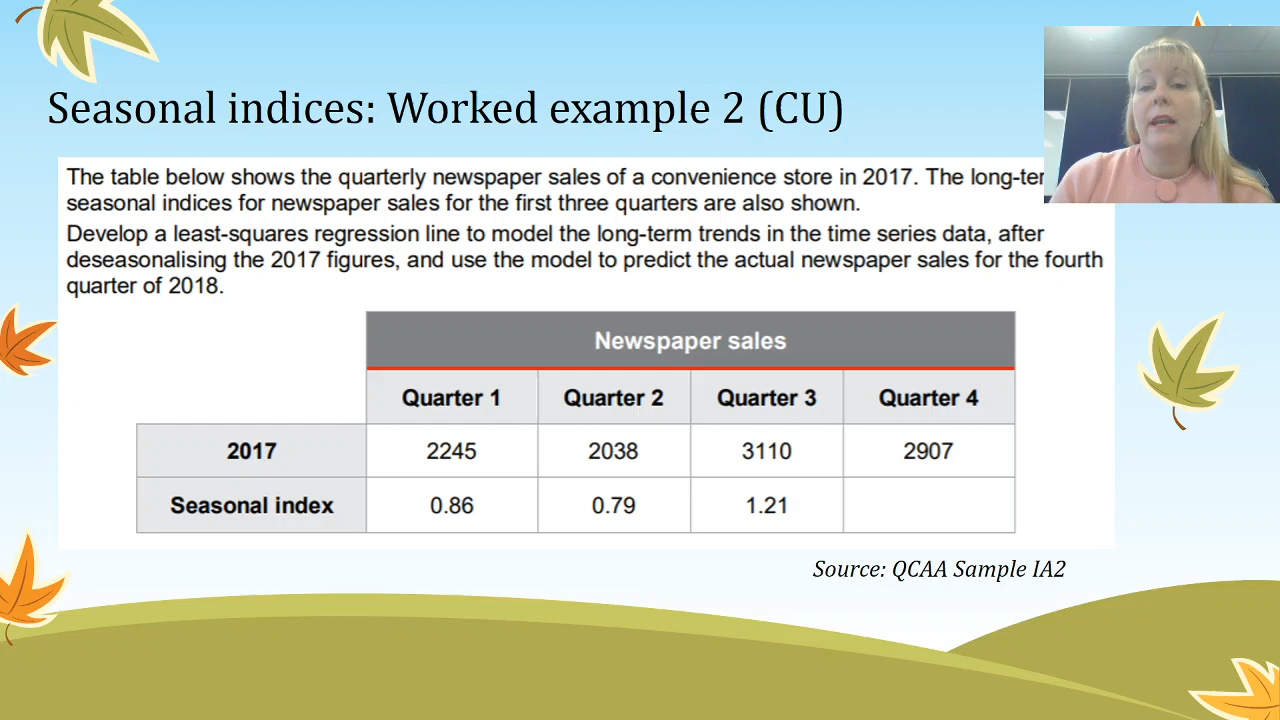 Seasonal indices: Worked example 2 (CU)
The table below shows the quarterly newspaper sales of a convenience store in 2017. The
seasonal indices for newspaper sales for the first three quarters are also shown.
Develop a least-squares regression line to model the long-term trends in the time series data, after
deseasonalising the 2017 figures, and use the model to predict the actual newspaper sales for the fourth
quarter of 2018.
Newspaper sales
Quarter 1 Quarter 2 Quarter 3 Quarter 4
2017 2245 2038 3110 2907
Seasonal index 0.86 0.79 1.21
Source: QCAA Sample IA2